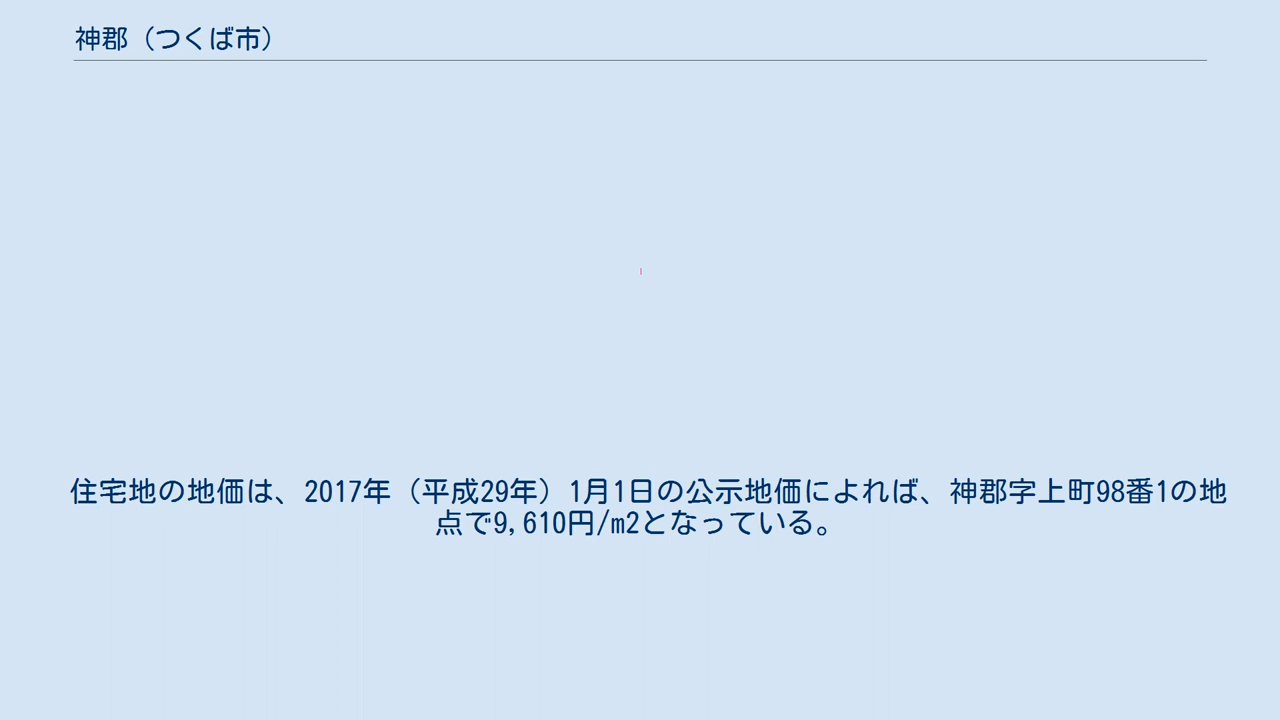 神郡（つくば市）
住宅地の地価は、2017年（平成29年）1月1日の公示地価によれば、神郡字上町98番1の地
点で9,610円/m2となっている。